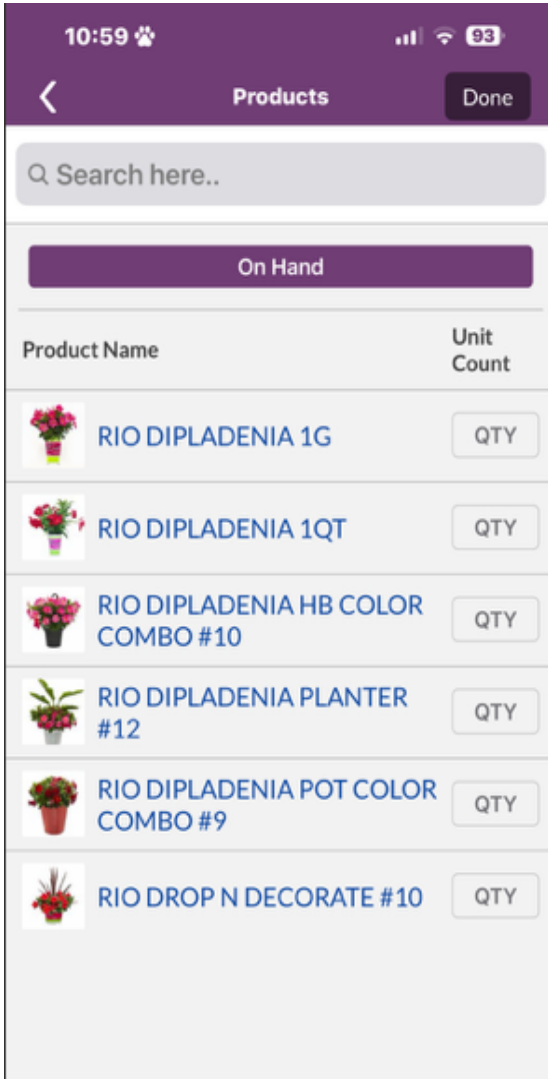 10:59
93
Products
Done
Search here..
On Hand
Product Name
Unit
Count
RIO DIPLADENIA 1G
QTY
RIO DIPLADENIA 1QT
QTY
RIO DIPLADENIA HB COLOR
COMBO #10
QTY
RIO DIPLADENIA PLANTER
#12
QTY
RIO DIPLADENIA POT COLOR
COMBO #9
QTY
RIO DROP N DECORATE #10
QTY